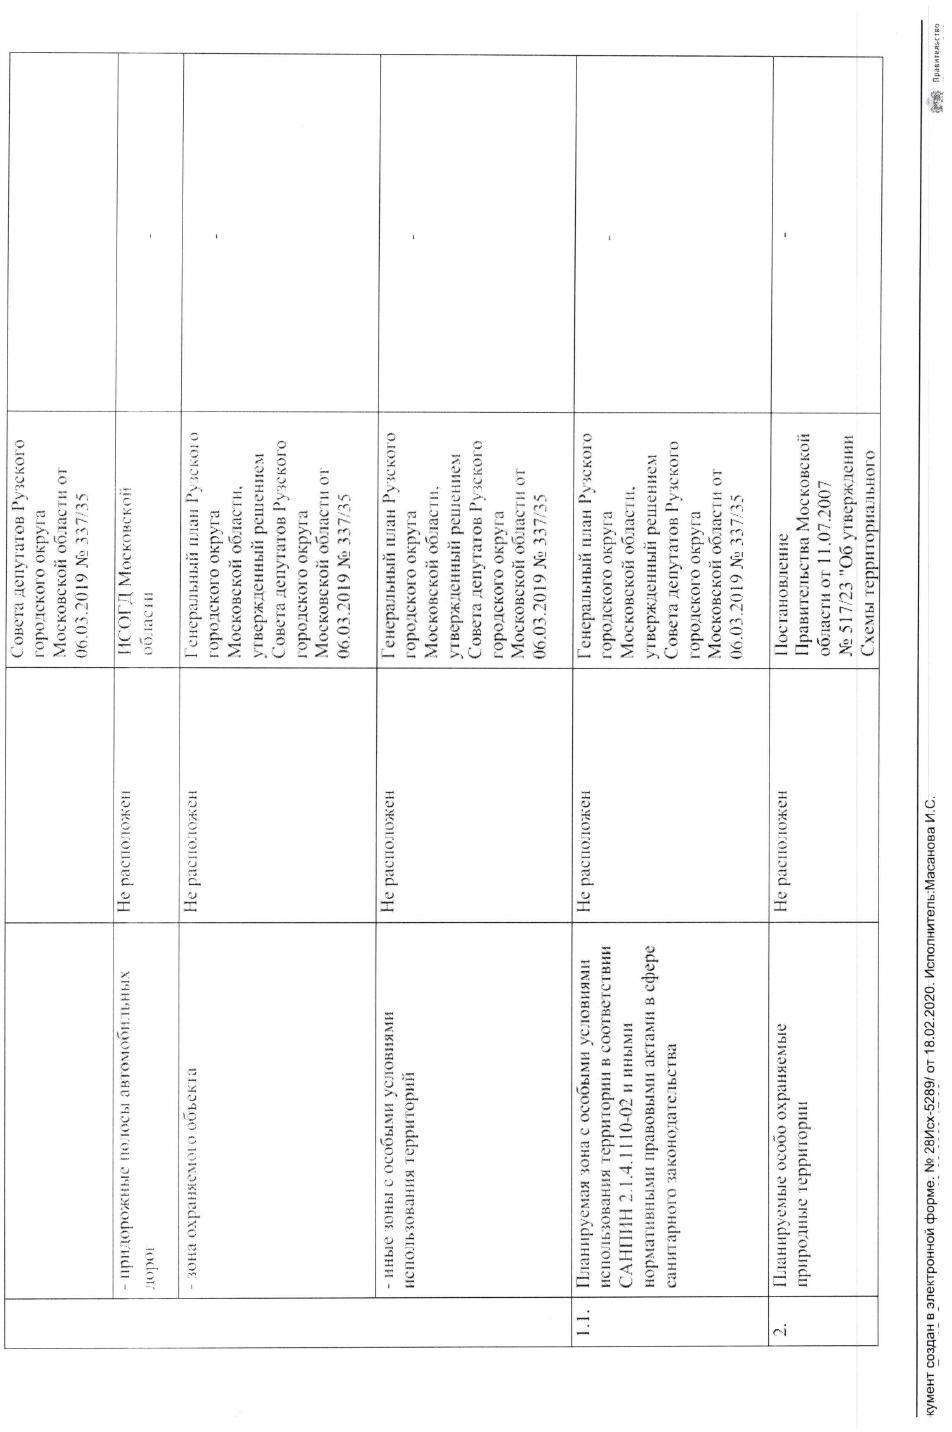 Совета депутатов Рузского
городского округа
Московской области от
06.03.2019 № 337/35
- придорожные полосы автомобильных
дорог
Не расположен
ИСОГД Московской
области
-
- зона охраняемого объекта
Не расположен
Генеральный план Рузского
городского округа
Московской области,
утвержденный решением
Совета депутатов Рузского
городского округа
Московской области от
06.03.2019 № 337/35
-
- иные зоны с особыми условиями
использования территорий
Не расположен
Генеральный план Рузского
городского округа
Московской области,
утвержденный решением
Совета депутатов Рузского
городского округа
Московской области от
06.03.2019 № 337/35
-
1.1.
Планируемая зона с особыми условиями
использования территории в соответствии
САНПИН 2.1.4.1110-02 и иными
нормативными правовыми актами в сфере
санитарного законодательства
Не расположен
Генеральный план Рузского
городского округа
Московской области,
утвержденный решением
Совета депутатов Рузского
городского округа
Московской области от
06.03.2019 № 337/35
-
2.
Планируемые особо охраняемые
природные территории
Не расположен
Постановление
Правительства Московской
области от 11.07.2007
№ 517/23 "Об утверждении
Схемы территориального
-
кумент создан в электронной форме. № 28Исх-5289/ от 18.02.2020. Исполнитель:Масанова И.С.
Правительство